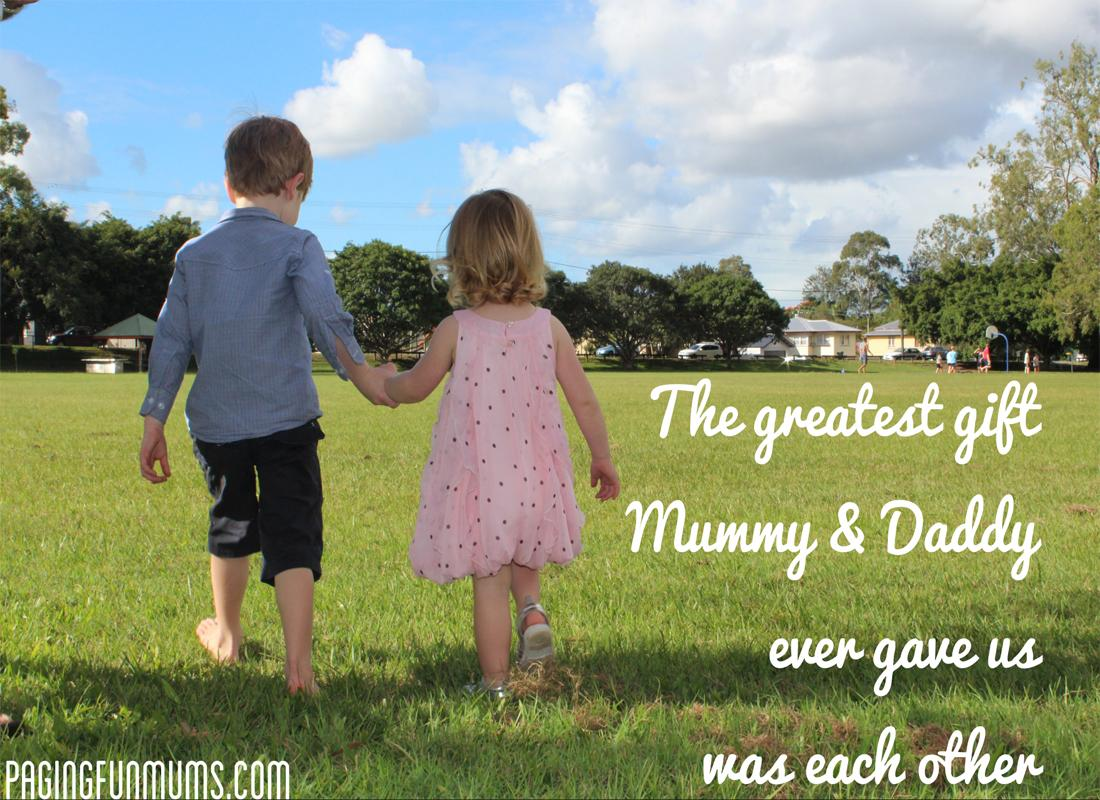 The greatest gift
Mummy & Daddy
ever gave us
was each other
PAGINGFUNMUMS.COM